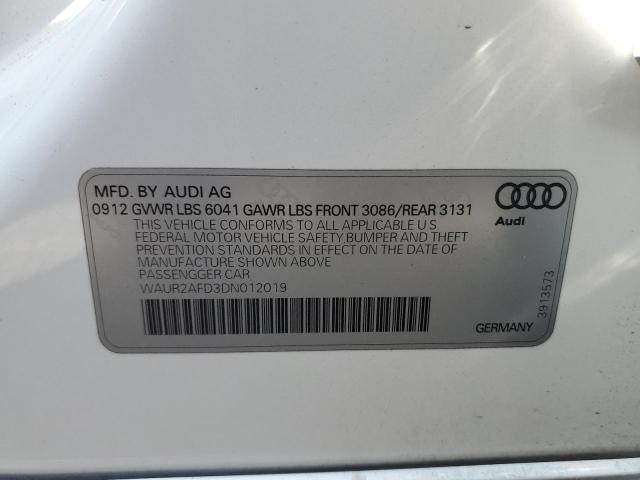 MFD. BY AUDI AG
0912 GVWR LBS 6041 GAWR LBS FRONT 3086/REAR 3131
THIS VEHICLE CONFORMS TO ALL APPLICABLE U S
FEDERAL MOTOR VEHICLE SAFETY,BUMPER AND THEFT
PREVENTION STANDARDS IN EFFECT ON THE DATE OF
MANUFACTURE SHOWN ABOVE
PASSENGGER CAR
WAUR2AFD3DN012019
Audi
3913573
GERMANY